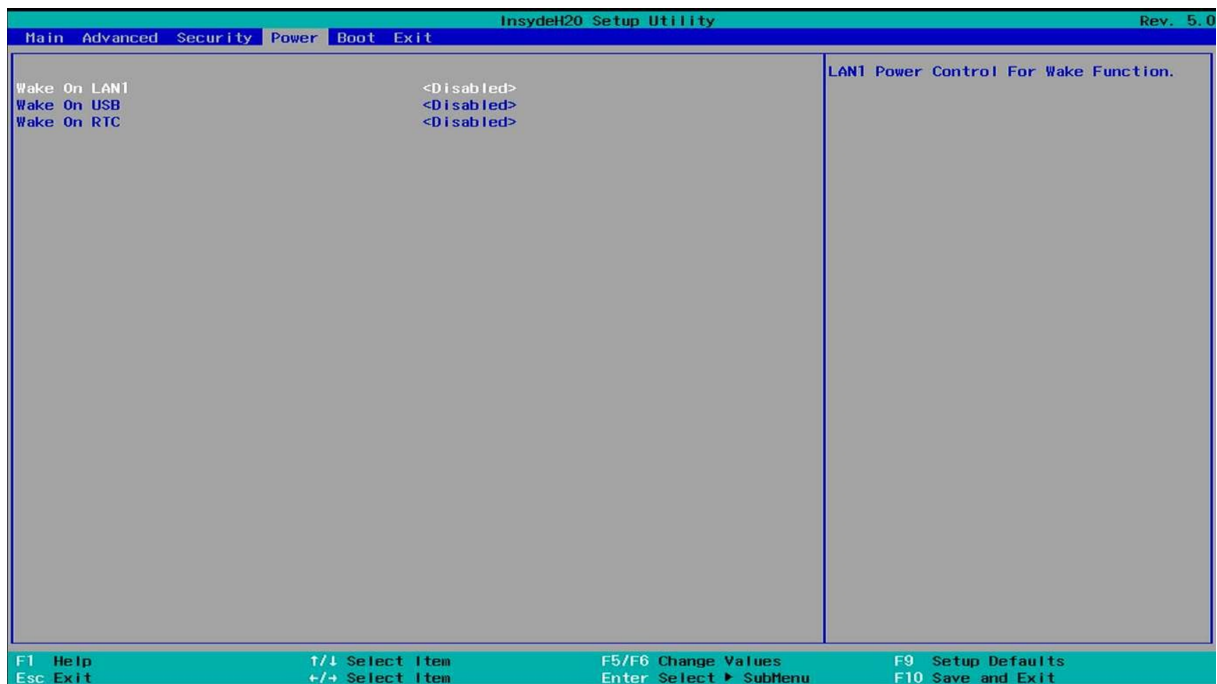 InsydeH20 Setup Utility Rev. 5.0
Main Advanced Security Power Boot Exit
LAN1 Power Control For Wake Function.
Wake On LAN1 <Disabled>
Wake On USB <Disabled>
Wake On RTC <Disabled>
F1 Help ↑/↓ Select Item F5/F6 Change Values F9 Setup Defaults
Esc Exit ←/→ Select Item Enter Select ▶ SubMenu F10 Save and Exit